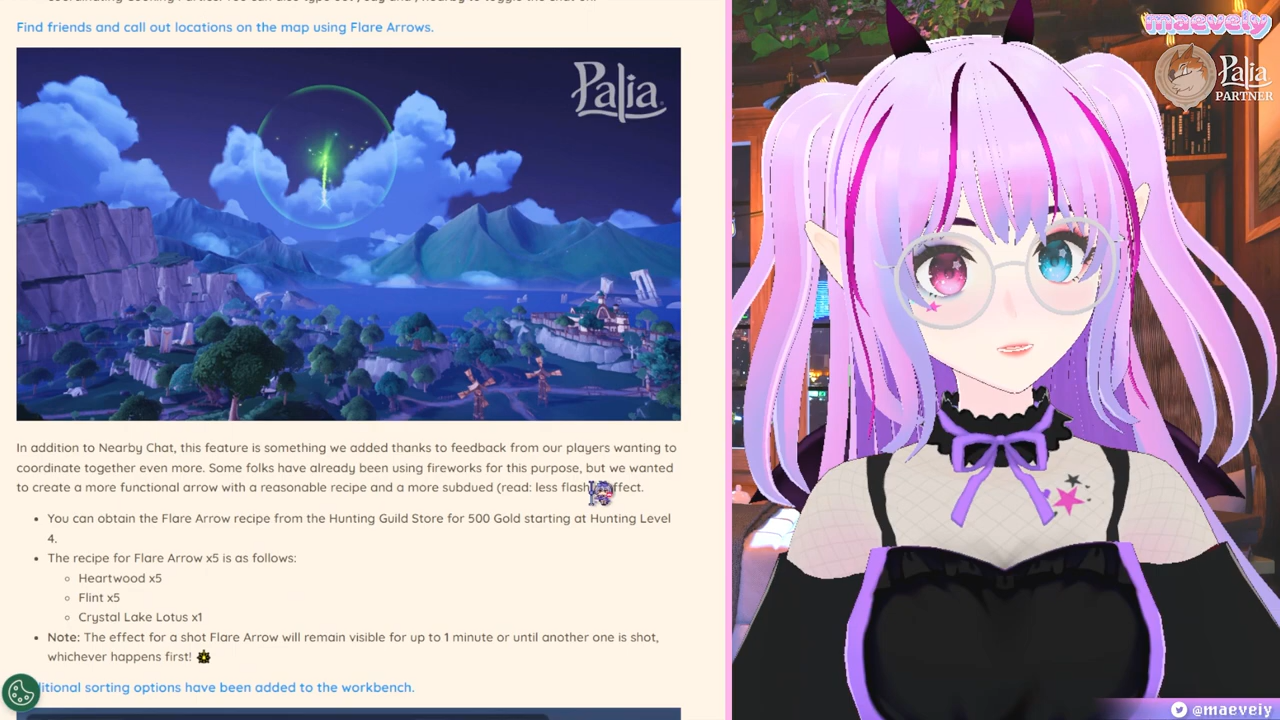 Find friends and call out locations on the map using Flare Arrows.
Palia
In addition to Nearby Chat, this feature is something we added thanks to feedback from our players wanting to
coordinate together even more. Some folks have already been using fireworks for this purpose, but we wanted
to create a more functional arrow with a reasonable recipe and a more subdued (read: less flash effect.
• You can obtain the Flare Arrow recipe from the Hunting Guild Store for 500 Gold starting at Hunting Level
4.
• The recipe for Flare Arrow x5 is as follows:
Heartwood x5
Flint x5
Crystal Lake Lotus x1
• Note: The effect for a shot Flare Arrow will remain visible for up to 1 minute or until another one is shot,
whichever happens first!
itional sorting options have been added to the workbench.
maevely
Palia
PARTNER
@maevely